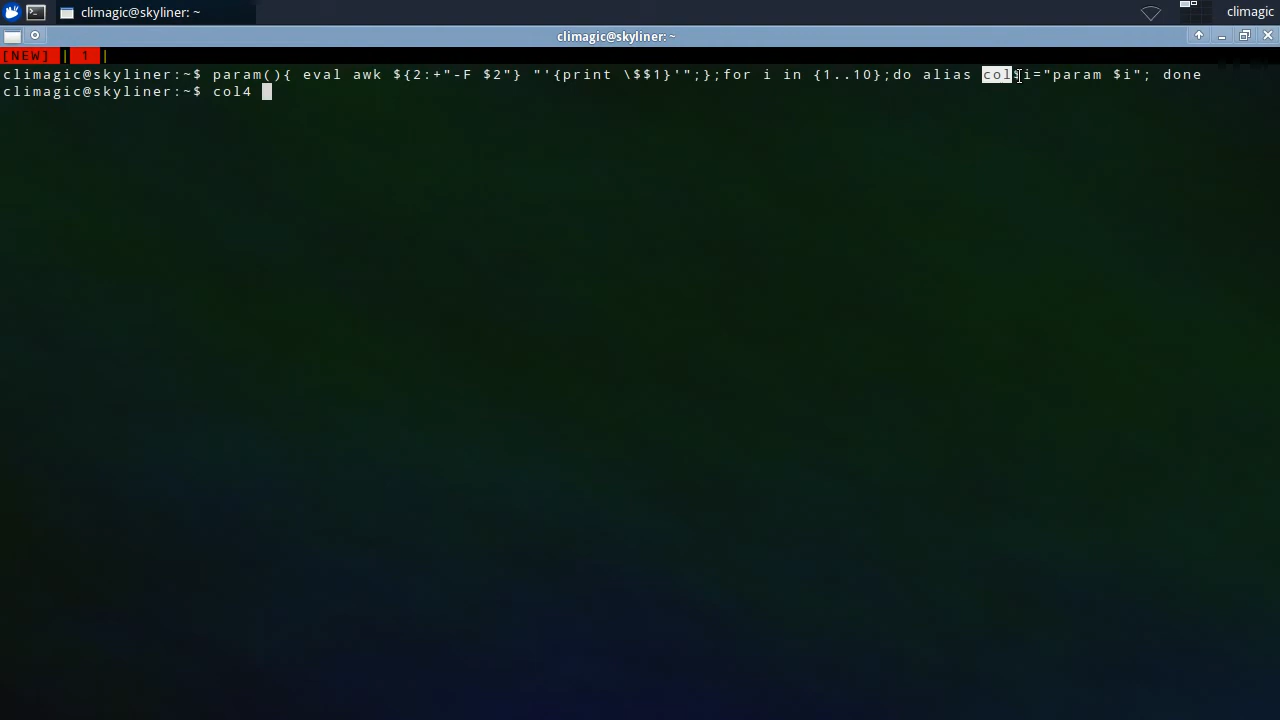 climagic@skyliner: ~
climagic
climagic@skyliner: ~
[NEW] | 1 |
climagic@skyliner:~$ param(){ eval awk ${2:+"-F $2"} "'{print \$$1}'";};for i in {1..10};do alias col$i="param $i"; done
climagic@skyliner:~$ col4